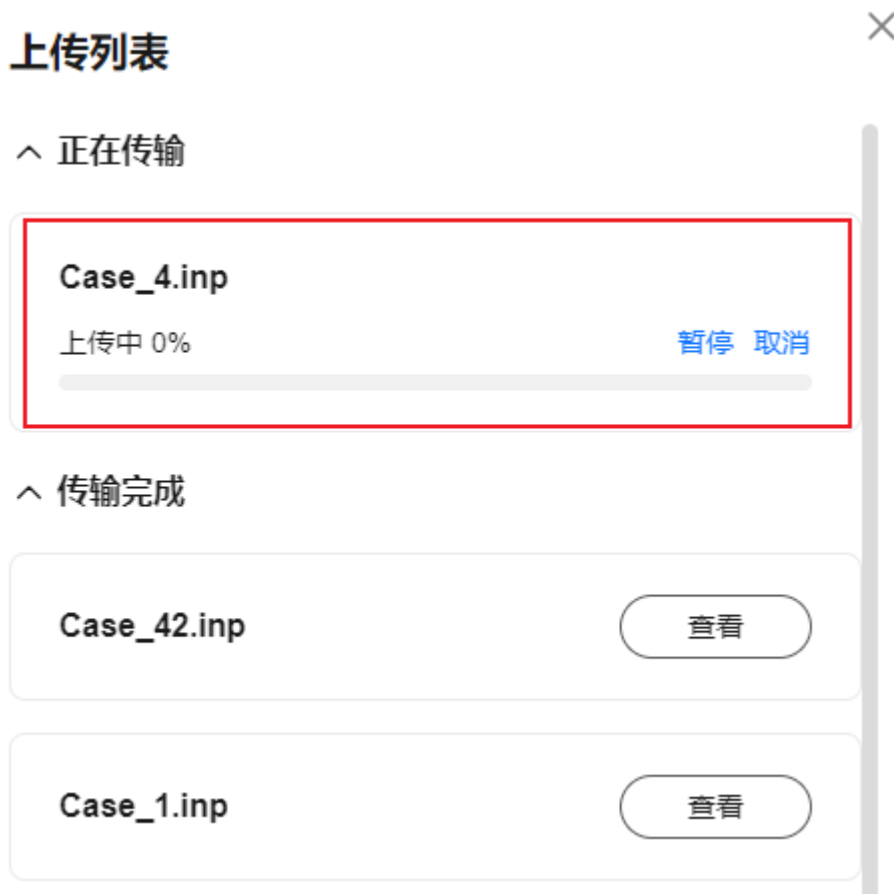 上传列表
正在传输
Case_4.inp
上传中 0% 暂停 取消
传输完成
Case_42.inp 查看
Case_1.inp 查看